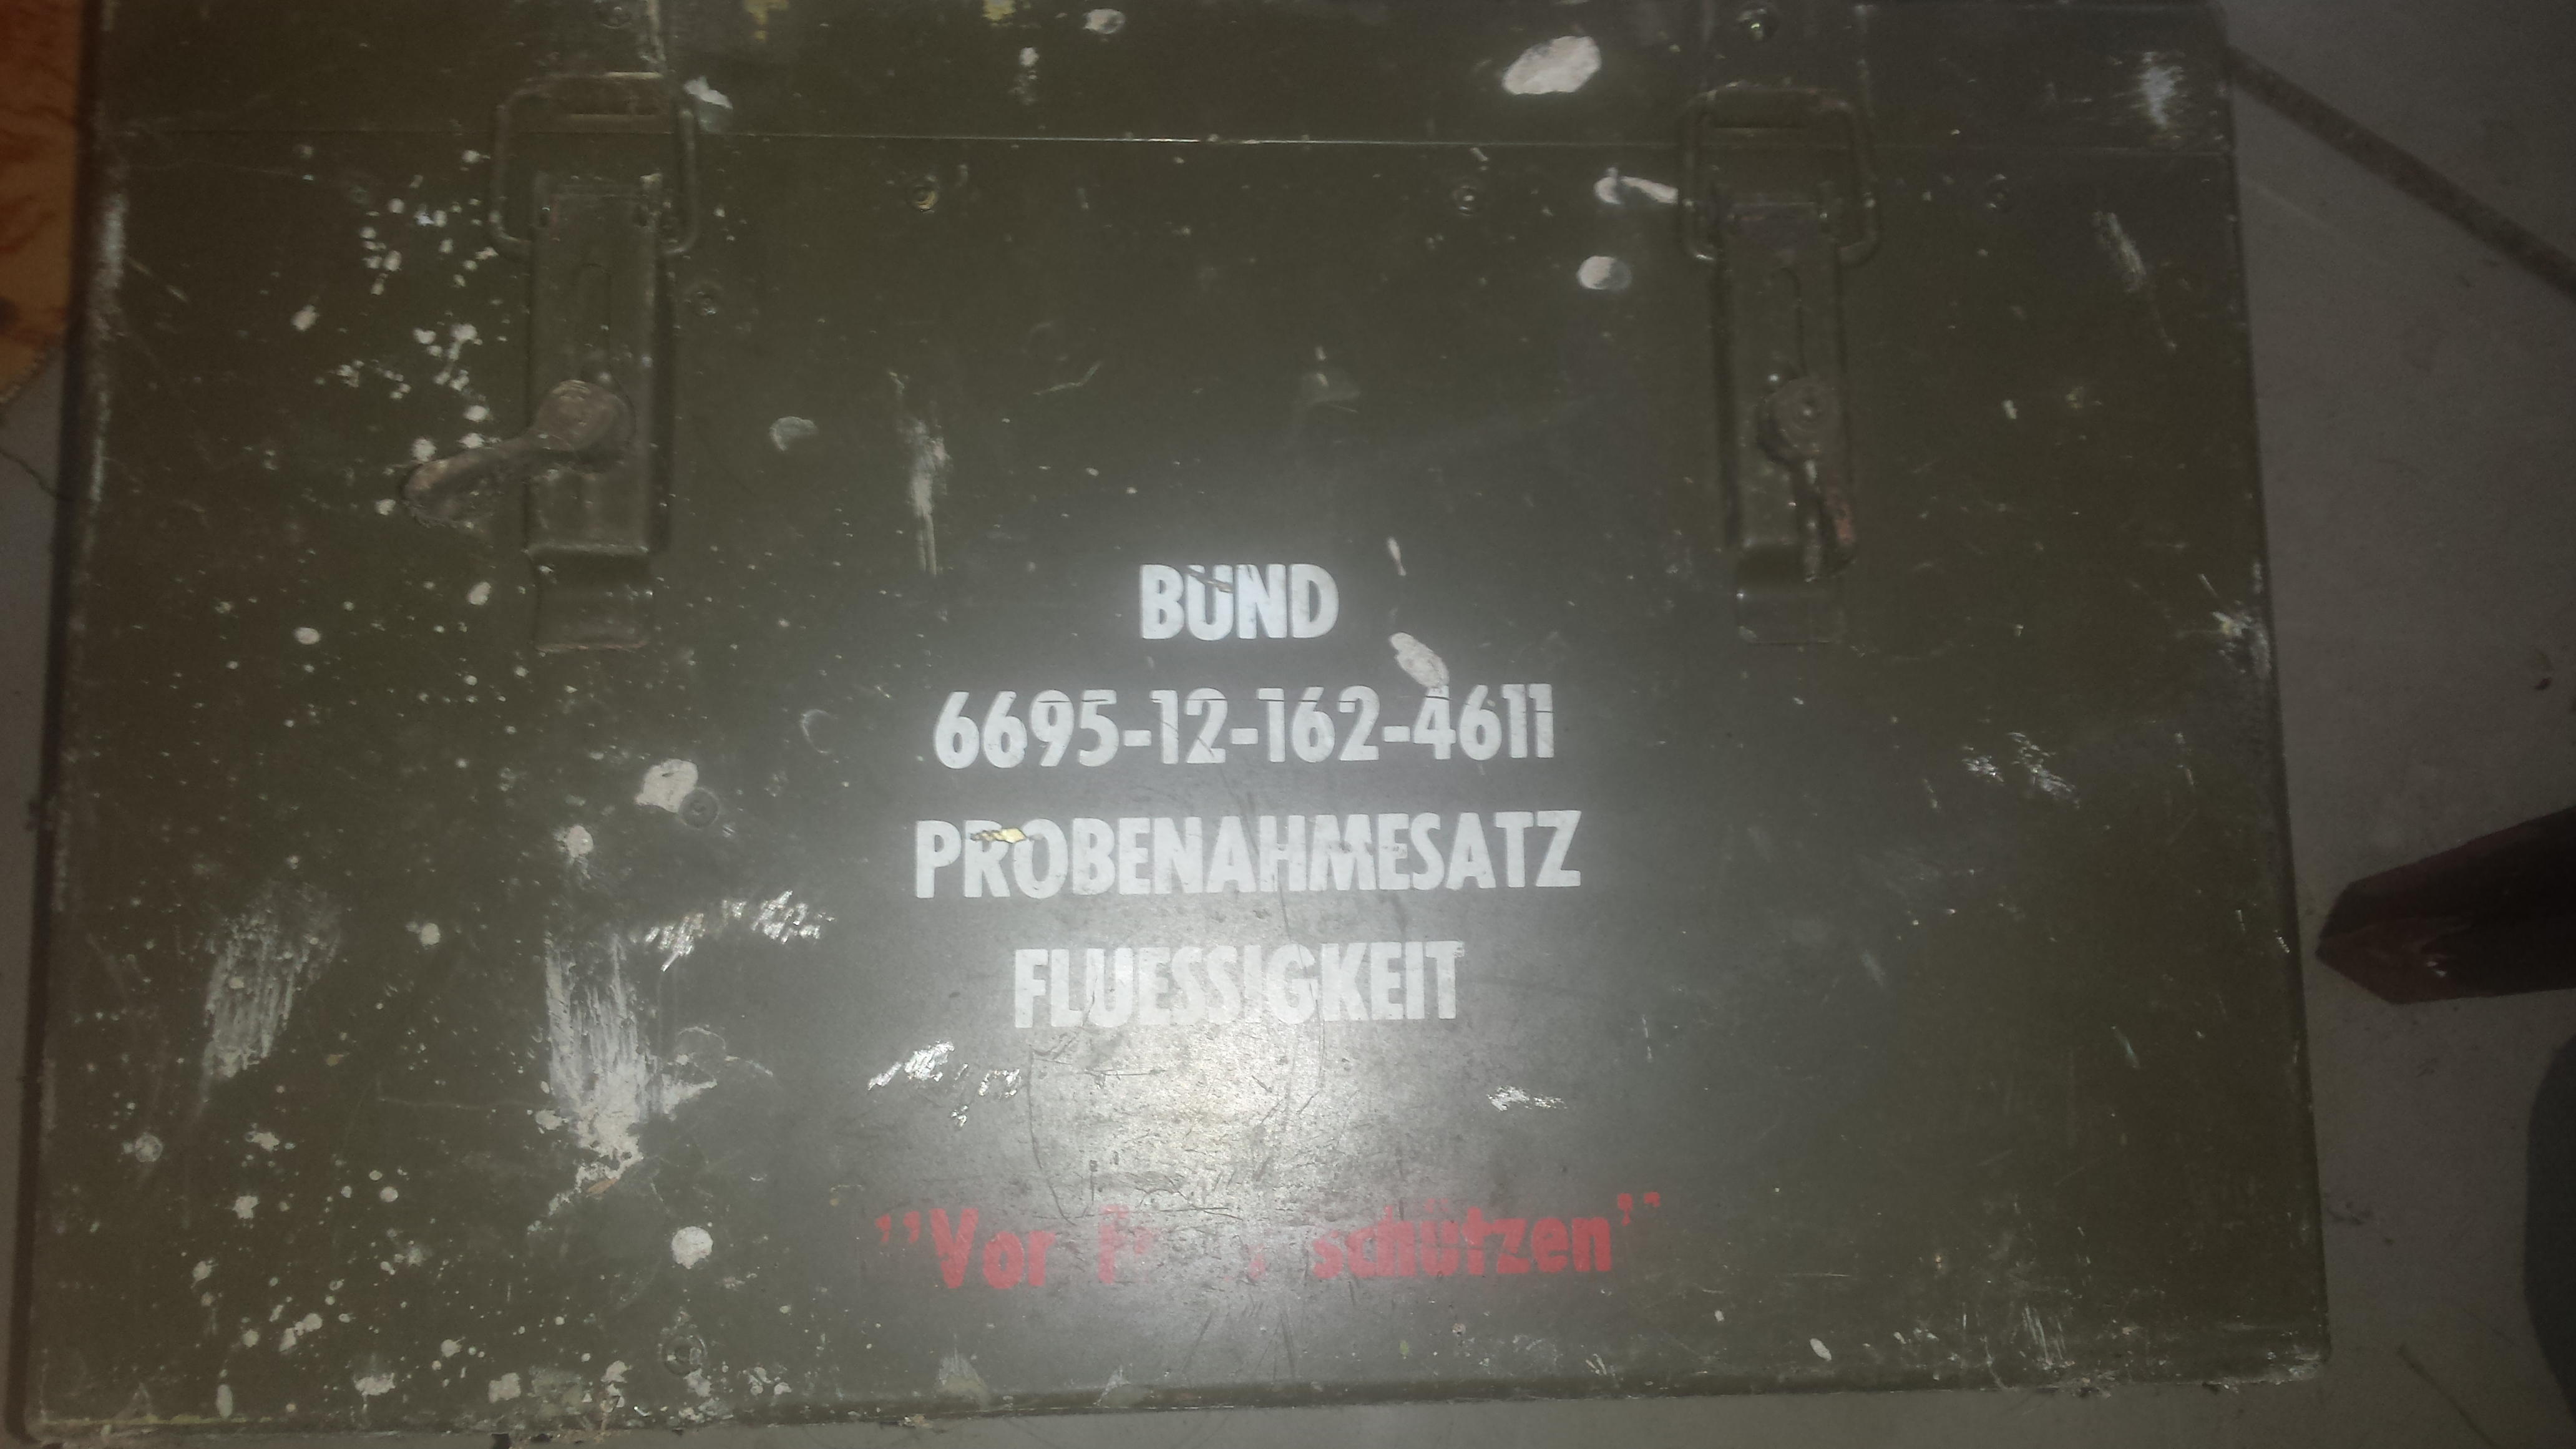 BUND
6695-12-162-4611
PROBENAHMESATZ
FLUESSIGKEIT
"Vor schützen"